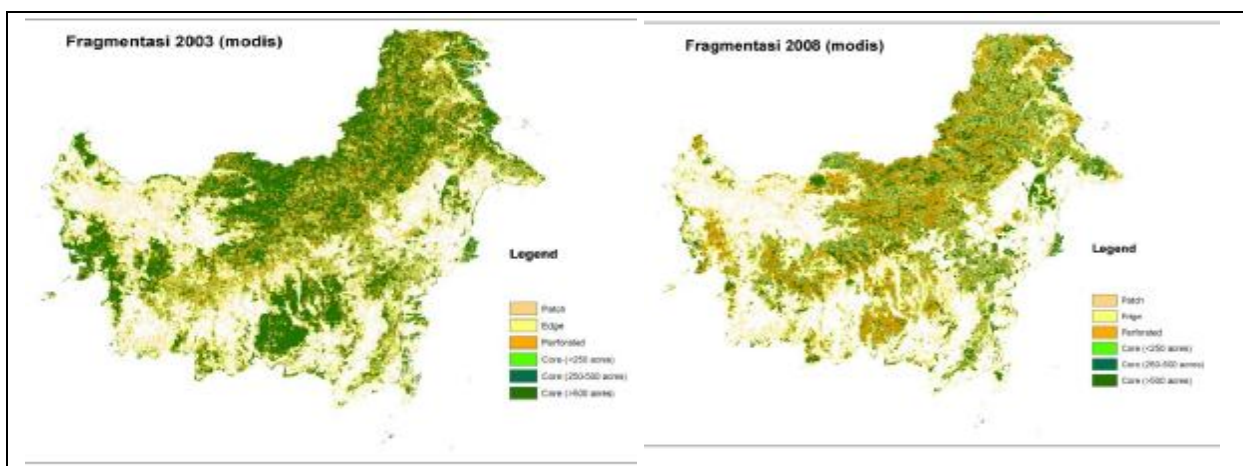 Fragmentasi 2003 (modis)
Legend
Patch
Edge
Perforated
Core (<250 acres)
Core (250-500 acres)
Core (>500 acres)
Fragmentasi 2008 (modis)
Legend
Patch
Edge
Perforated
Core (<250 acres)
Core (250-500 acres)
Core (>500 acres)